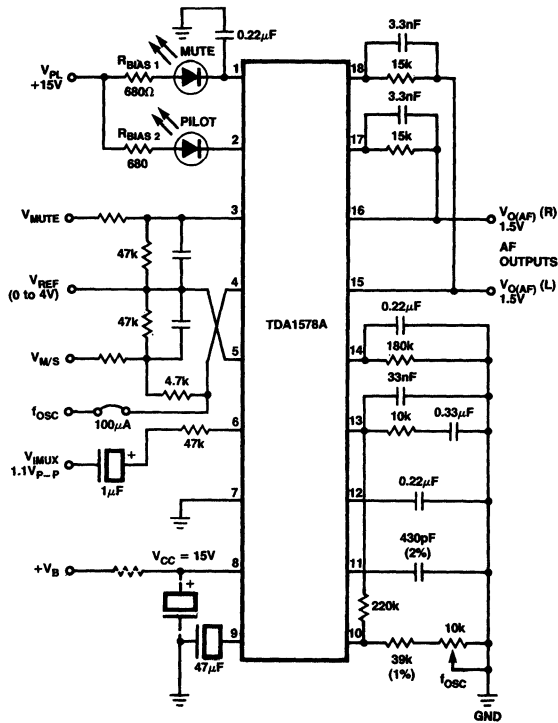 0.22μF
MUTE
V_PL
+15V
R_BIAS 1
680Ω
1
PILOT
R_BIAS 2
680
2
V_MUTE
3
47k
V_REF
(0 to 4V)
4
47k
V_M/S
5
4.7k
f_OSC
100μA
6
47k
V_IMUX
1.1V_P–P
+
1μF
7
V_CC = 15V
+V_B
8
+
9
47μF
TDA1578A
3.3nF
18
15k
3.3nF
17
15k
16
V_O(AF) (R)
1.5V
AF
OUTPUTS
15
V_O(AF) (L)
1.5V
0.22μF
14
180k
33nF
13
10k
0.33μF
0.22μF
12
430pF
(2%)
11
220k
10
39k
(1%)
10k
f_OSC
GND